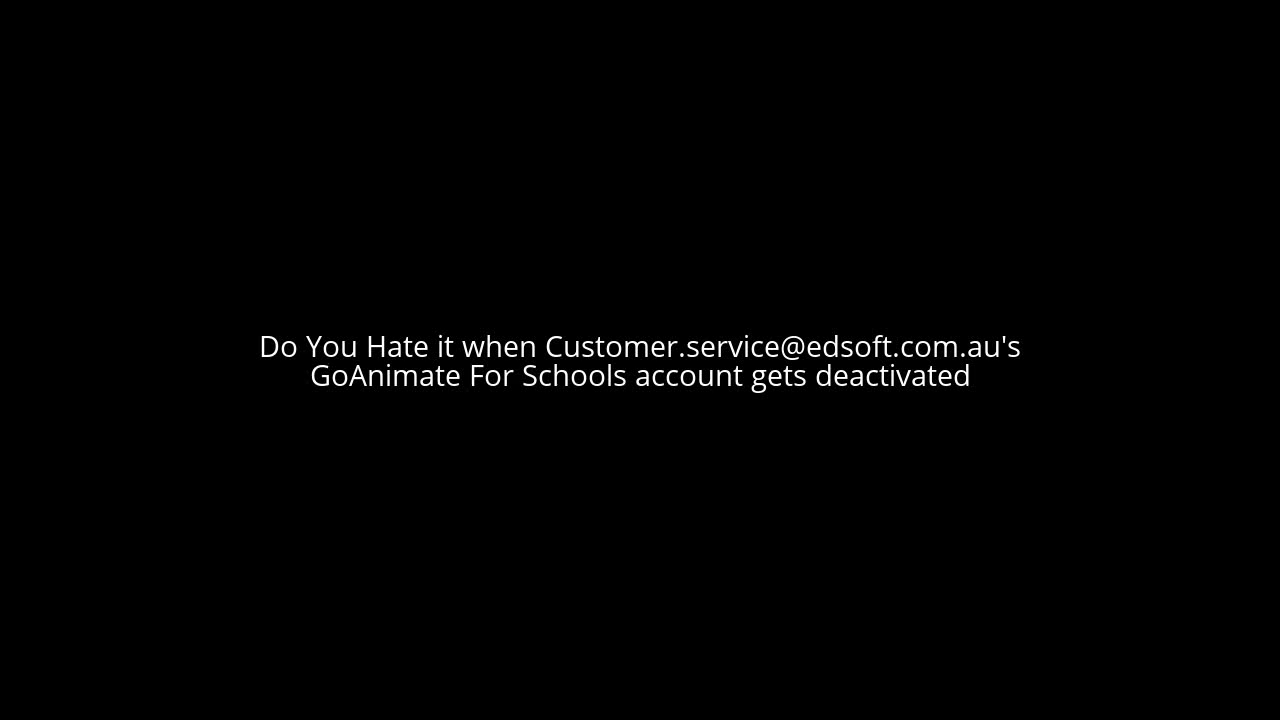 Do You Hate it when Customer.service@edsoft.com.au's
GoAnimate For Schools account gets deactivated